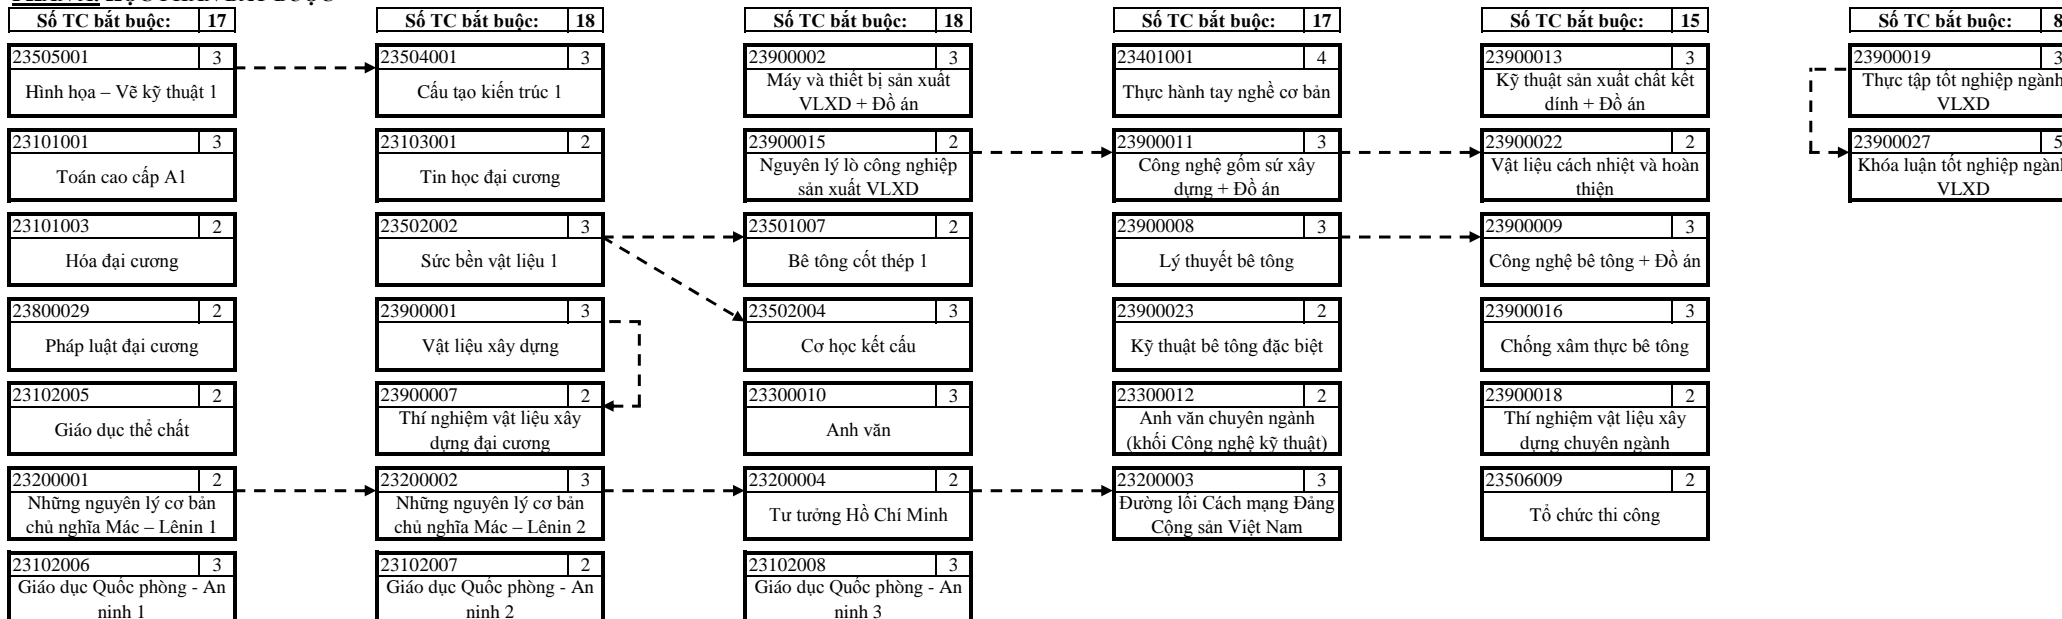 HỌC PHẦN BẮT BUỘC
Số TC bắt buộc: 17
23505001 3
Hình họa – Vẽ kỹ thuật 1
23101001 3
Toán cao cấp A1
23101003 2
Hóa đại cương
23800029 2
Pháp luật đại cương
23102005 2
Giáo dục thể chất
23200001 2
Những nguyên lý cơ bản
chủ nghĩa Mác – Lênin 1
23102006 3
Giáo dục Quốc phòng - An
ninh 1
Số TC bắt buộc: 18
23504001 3
Cấu tạo kiến trúc 1
23103001 2
Tin học đại cương
23502002 3
Sức bền vật liệu 1
23900001 3
Vật liệu xây dựng
23900007 2
Thí nghiệm vật liệu xây
dựng đại cương
23200002 3
Những nguyên lý cơ bản
chủ nghĩa Mác – Lênin 2
23102007 2
Giáo dục Quốc phòng - An
ninh 2
Số TC bắt buộc: 18
23900002 3
Máy và thiết bị sản xuất
VLXD + Đồ án
23900015 2
Nguyên lý lò công nghiệp
sản xuất VLXD
23501007 2
Bê tông cốt thép 1
23502004 3
Cơ học kết cấu
23300010 3
Anh văn
23200004 2
Tư tưởng Hồ Chí Minh
23102008 3
Giáo dục Quốc phòng - An
ninh 3
Số TC bắt buộc: 17
23401001 4
Thực hành tay nghề cơ bản
23900011 3
Công nghệ gốm sứ xây
dựng + Đồ án
23900008 3
Lý thuyết bê tông
23900023 2
Kỹ thuật bê tông đặc biệt
23300012 2
Anh văn chuyên ngành
(khối Công nghệ kỹ thuật)
23200003 3
Đường lối Cách mạng Đảng
Cộng sản Việt Nam
Số TC bắt buộc: 15
23900013 3
Kỹ thuật sản xuất chất kết
dính + Đồ án
23900022 2
Vật liệu cách nhiệt và hoàn
thiện
23900009 3
Công nghệ bê tông + Đồ án
23900016 3
Chống xâm thực bê tông
23900018 2
Thí nghiệm vật liệu xây
dựng chuyên ngành
23506009 2
Tổ chức thi công
Số TC bắt buộc: 8
23900019 3
Thực tập tốt nghiệp ngành
VLXD
23900027 5
Khóa luận tốt nghiệp ngành
VLXD